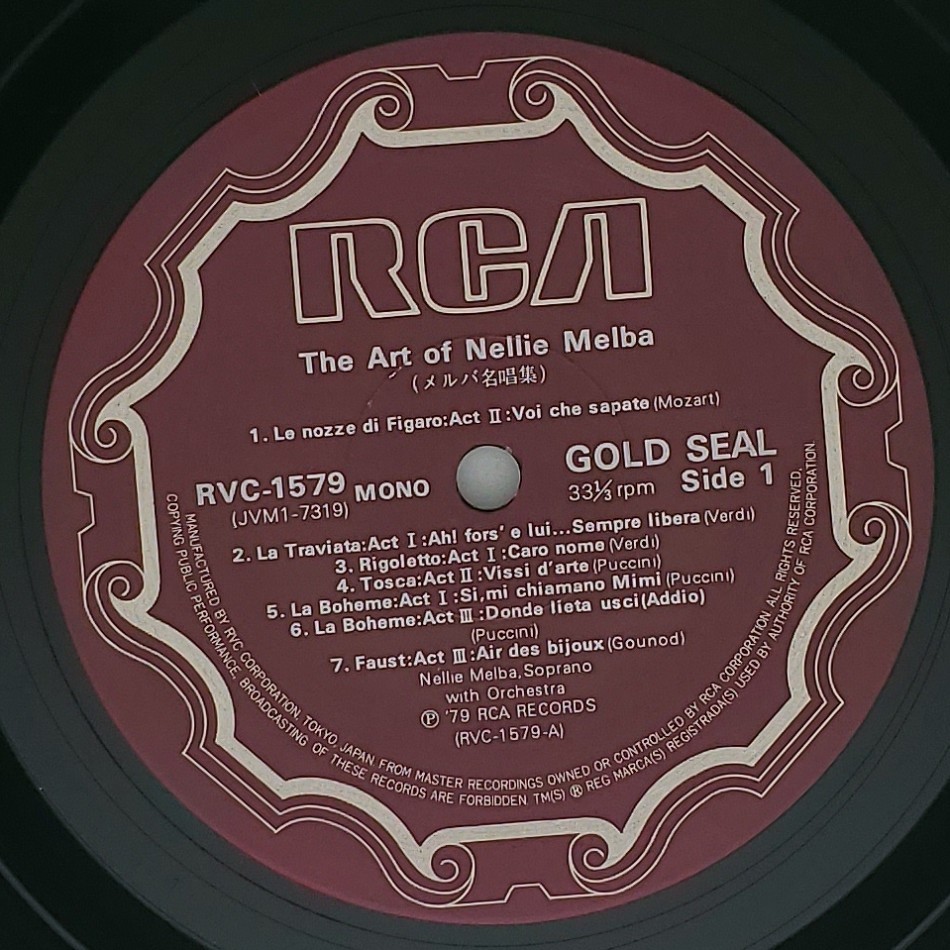 RCA
The Art of Nellie Melba
(メルバ名唱集)
1. Le nozze di Figaro:Act II:Voi che sapate (Mozart)
RVC-1579 MONO
(JVM1-7319)
GOLD SEAL
33⅓ rpm Side 1
2. La Traviata:Act I:Ah! fors' e lui...Sempre libera (Verdi)
3. Rigoletto:Act I:Caro nome (Verdi)
4. Tosca:Act II:Vissi d'arte (Puccini)
5. La Boheme:Act I:Si, mi chiamano Mimi (Puccini)
6. La Boheme:Act III:Donde lieta usci(Addio)
(Puccini)
7. Faust:Act III:Air des bijoux (Gounod)
Nellie Melba, Soprano
with Orchestra
Ⓟ '79 RCA RECORDS
(RVC-1579-A)
MANUFACTURED BY RVC CORPORATION, TOKYO, JAPAN FROM MASTER RECORDINGS OWNED OR CONTROLLED BY RCA CORPORATION ALL RIGHTS RESERVED,
COPYING PUBLIC PERFORMANCE, BROADCASTING OF THESE RECORDS ARE FORBIDDEN TM(S) ® REG MARCA(S) REGISTRADA(S) USED BY AUTHORITY OF RCA CORPORATION.